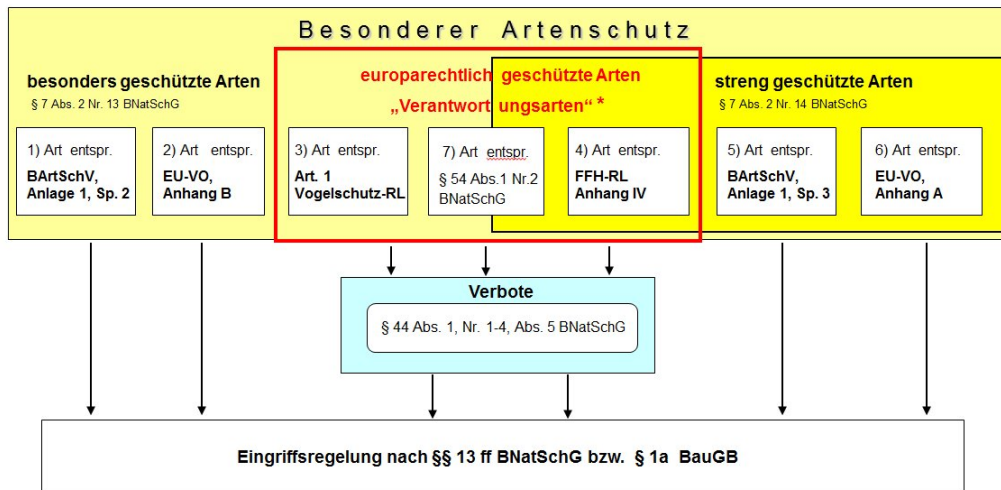 Besonderer Artenschutz
besonders geschützte Arten
§ 7 Abs. 2 Nr. 13 BNatSchG
europarechtlich geschützte Arten
„Verantwort ungsarten“ *
streng geschützte Arten
§ 7 Abs. 2 Nr. 14 BNatSchG
1) Art entspr.
BArtSchV,
Anlage 1, Sp. 2
2) Art entspr.
EU-VO,
Anhang B
3) Art entspr.
Art. 1
Vogelschutz-RL
7) Art entspr.
§ 54 Abs.1 Nr.2
BNatSchG
4) Art entspr.
FFH-RL
Anhang IV
5) Art entspr.
BArtSchV,
Anlage 1, Sp. 3
6) Art entspr.
EU-VO,
Anhang A
Verbote
§ 44 Abs. 1, Nr. 1-4, Abs. 5 BNatSchG
Eingriffsregelung nach §§ 13 ff BNatSchG bzw. § 1a BauGB